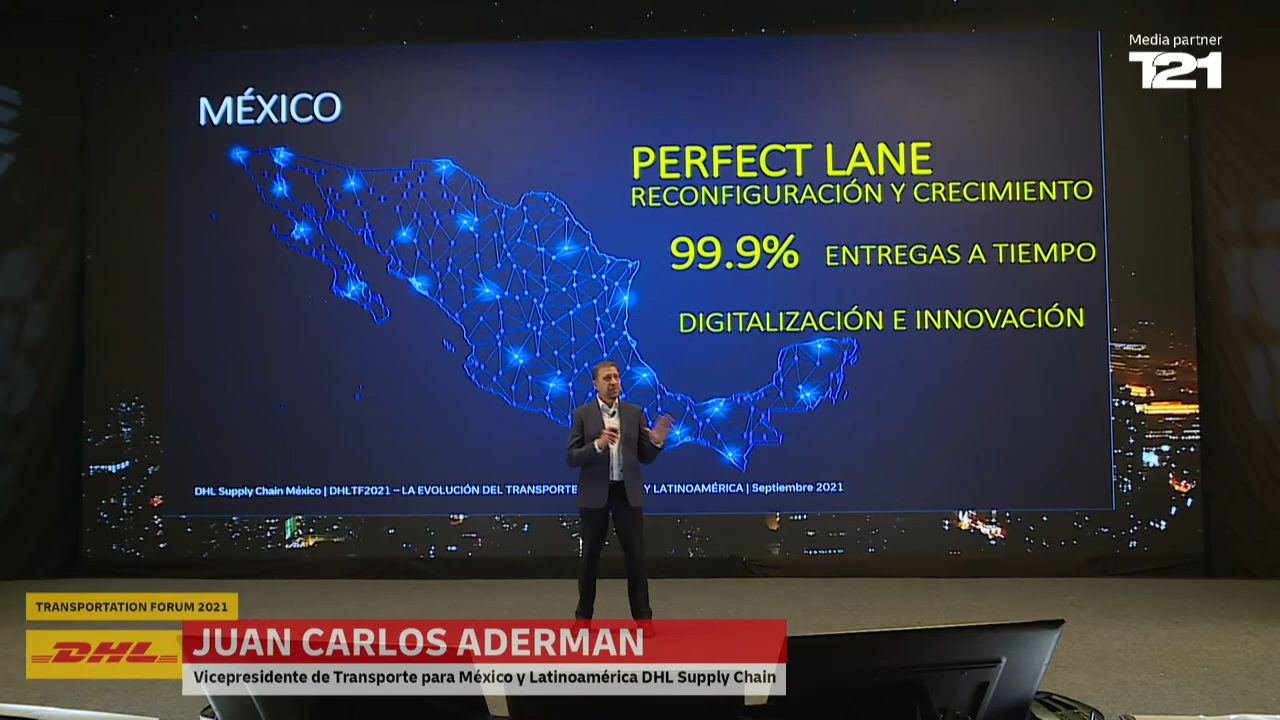 Media partner
T21
MÉXICO
PERFECT LANE
RECONFIGURACIÓN Y CRECIMIENTO
99.9% ENTREGAS A TIEMPO
DIGITALIZACIÓN E INNOVACIÓN
DHL Supply Chain México | DHLTF2021 – LA EVOLUCIÓN DEL TRANSPORTE Y LATINOAMÉRICA | Septiembre 2021
TRANSPORTATION FORUM 2021
DHL
JUAN CARLOS ADERMAN
Vicepresidente de Transporte para México y Latinoamérica DHL Supply Chain